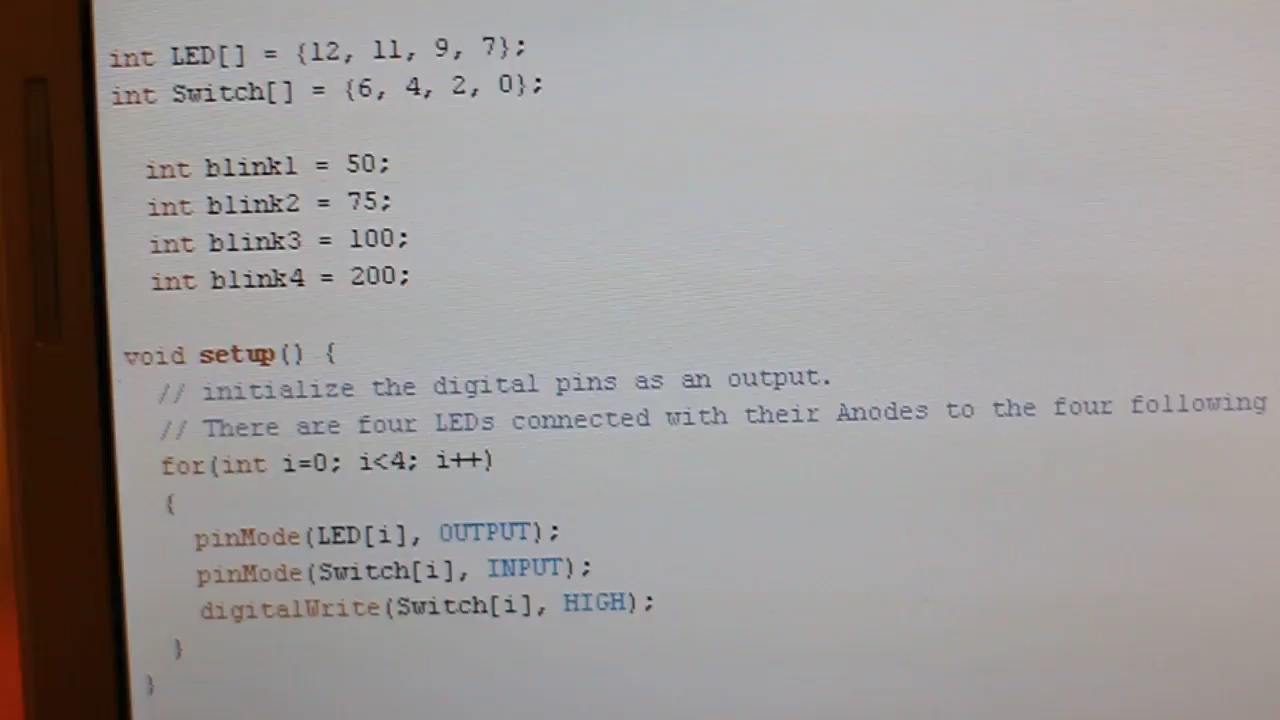 int LED[] = {12, 11, 9, 7};
int Switch[] = {6, 4, 2, 0};
int blink1 = 50;
int blink2 = 75;
int blink3 = 100;
int blink4 = 200;
void setup() {
// initialize the digital pins as an output.
// There are four LEDs connected with their Anodes to the four following
for(int i=0; i<4; i++)
{
pinMode(LED[i], OUTPUT);
pinMode(Switch[i], INPUT);
digitalWrite(Switch[i], HIGH);
}
}